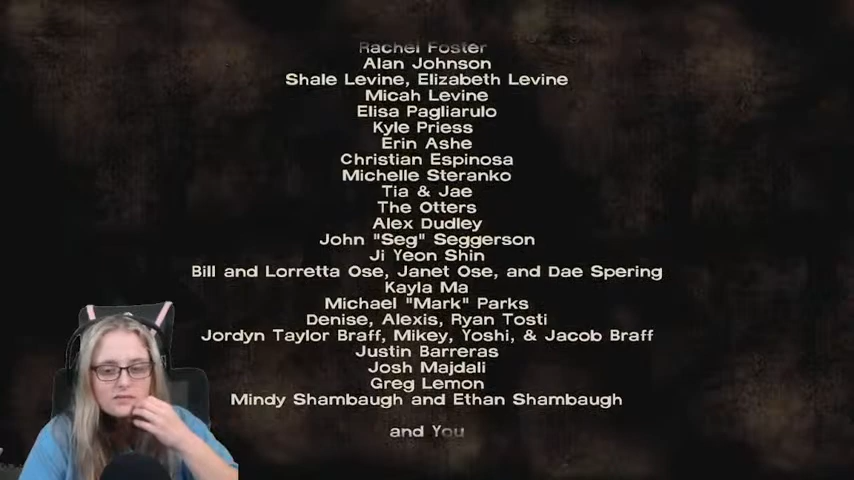 Rachel Foster
Alan Johnson
Shale Levine, Elizabeth Levine
Micah Levine
Elisa Pagliarulo
Kyle Priess
Erin Ashe
Christian Espinosa
Michelle Steranko
Tia & Jae
The Otters
Alex Dudley
John "Seg" Seggerson
Ji Yeon Shin
Bill and Lorretta Ose, Janet Ose, and Dae Spering
Kayla Ma
Michael "Mark" Parks
Denise, Alexis, Ryan Tosti
Jordyn Taylor Braff, Mikey, Yoshi, & Jacob Braff
Justin Barreras
Josh Majdali
Greg Lemon
Mindy Shambaugh and Ethan Shambaugh
and You